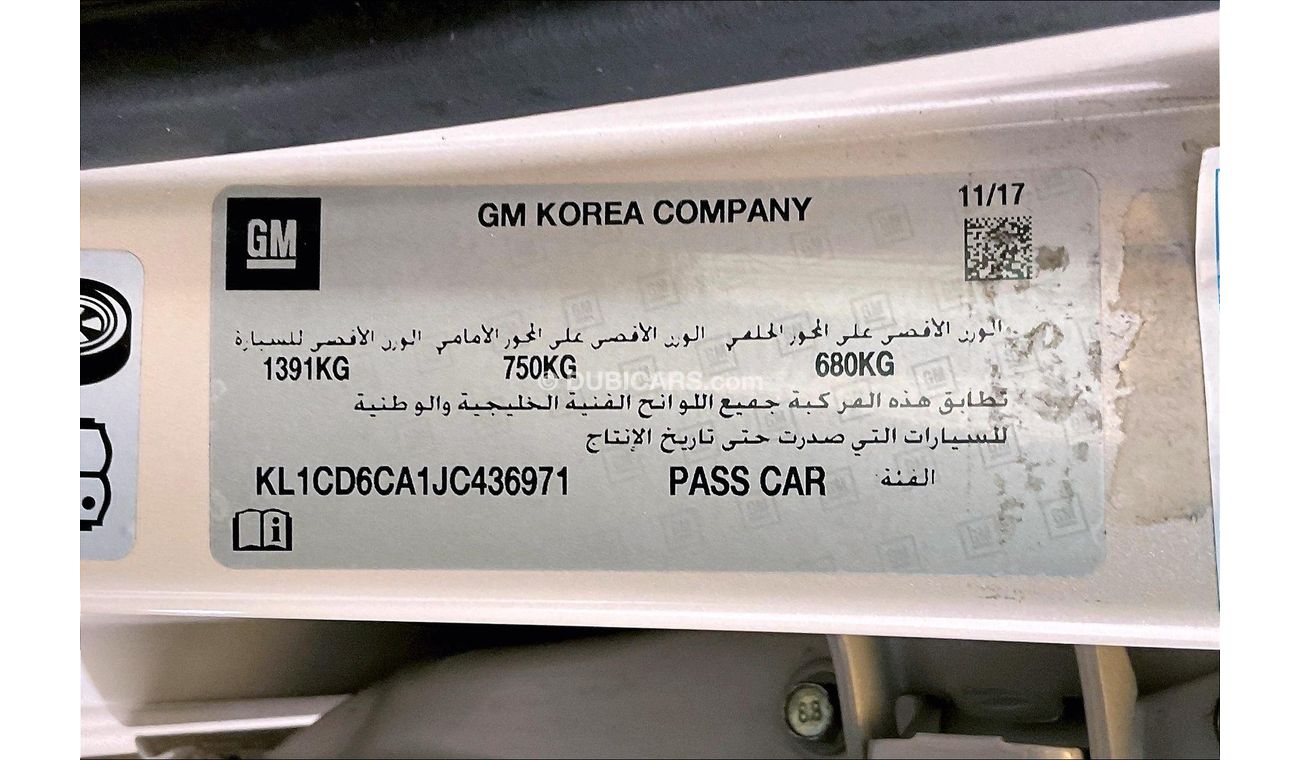 GM
GM KOREA COMPANY
11/17
الوزن الأقصى على المحور الخلفي الوزن الأقصى على المحور الأمامي الوزن الأقصى للسيارة
1391KG 750KG 680KG
© DUBICARS.com
تطابق هذه المركبة جميع اللوائح الفنية الخليجية والوطنية
للسيارات التي صدرت حتى تاريخ الإنتاج
KL1CD6CA1JC436971 PASS CAR الفئة
i
8.8